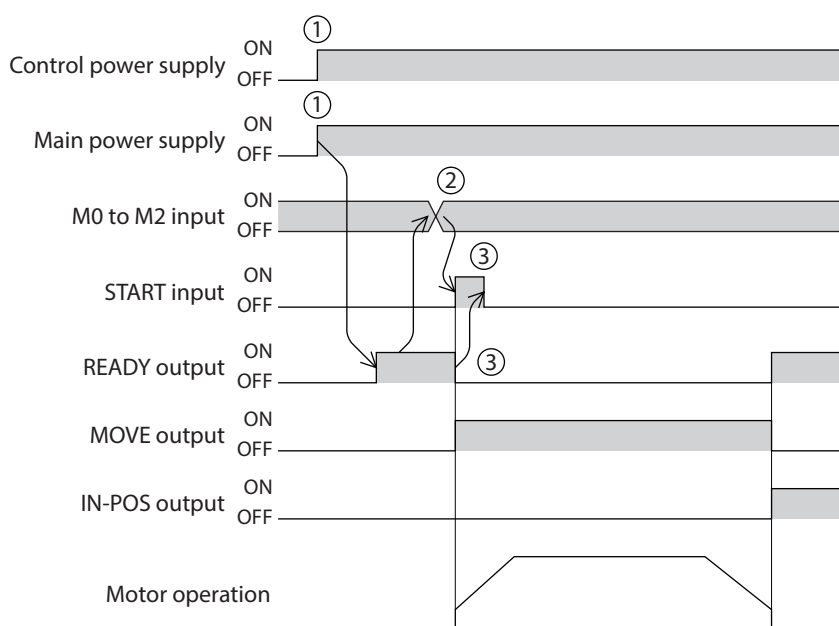 ①
Control power supply ON
OFF
①
Main power supply ON
OFF
②
M0 to M2 input ON
OFF
③
START input ON
OFF
READY output ON
OFF
③
MOVE output ON
OFF
IN-POS output ON
OFF
Motor operation